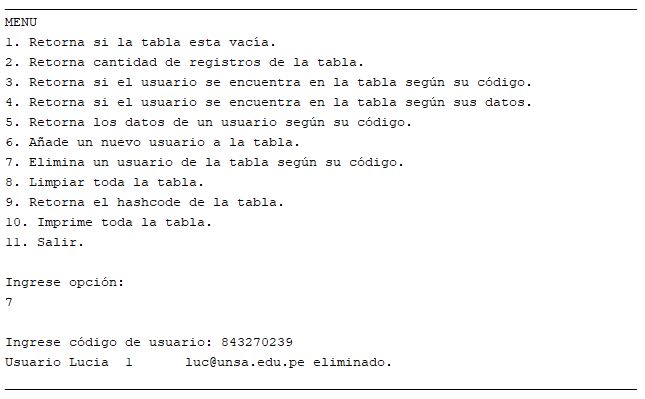 MENU
1. Retorna si la tabla esta vacía.
2. Retorna cantidad de registros de la tabla.
3. Retorna si el usuario se encuentra en la tabla según su código.
4. Retorna si el usuario se encuentra en la tabla según sus datos.
5. Retorna los datos de un usuario según su código.
6. Añade un nuevo usuario a la tabla.
7. Elimina un usuario de la tabla según su código.
8. Limpiar toda la tabla.
9. Retorna el hashcode de la tabla.
10. Imprime toda la tabla.
11. Salir.
Ingrese opción:
7
Ingrese código de usuario: 843270239
Usuario Lucia  1      luc@unsa.edu.pe eliminado.